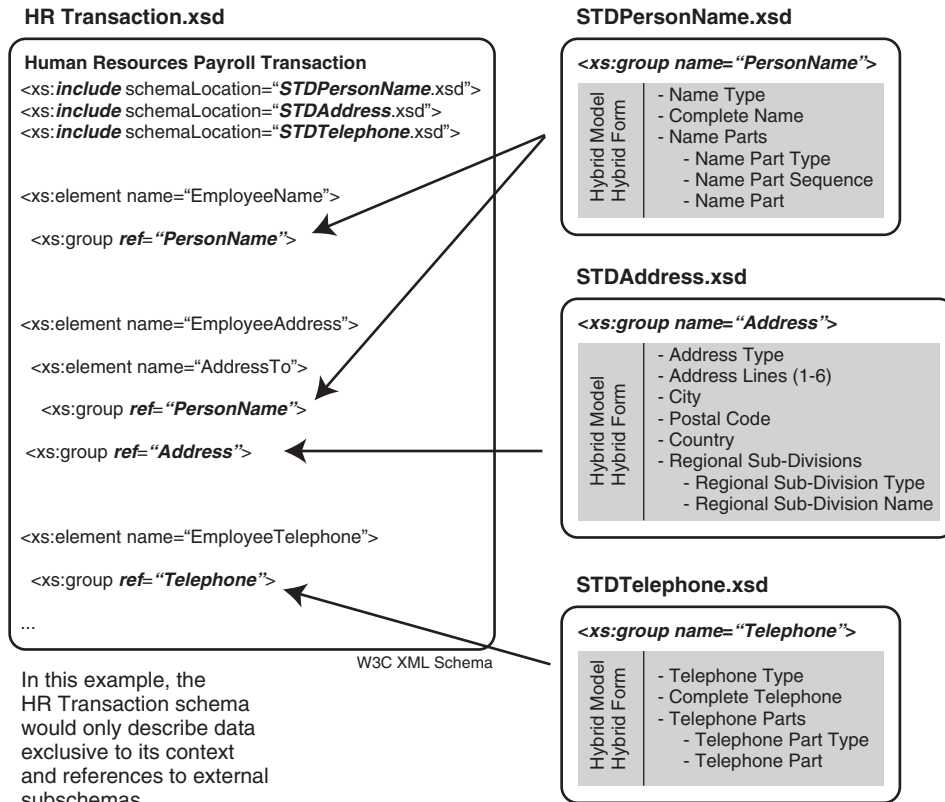 HR Transaction.xsd
Human Resources Payroll Transaction
<xs:include schemaLocation=“STDPersonName.xsd”>
<xs:include schemaLocation=“STDAddress.xsd”>
<xs:include schemaLocation=“STDTelephone.xsd”>
<xs:element name=“EmployeeName”>
<xs:group ref=“PersonName”>
<xs:element name=“EmployeeAddress”>
<xs:element name=“AddressTo”>
<xs:group ref=“PersonName”>
<xs:group ref=“Address”>
<xs:element name=“EmployeeTelephone”>
<xs:group ref=“Telephone”>
...
W3C XML Schema
In this example, the
HR Transaction schema
would only describe data
exclusive to its context
and references to external
subschemas
STDPersonName.xsd
<xs:group name=“PersonName”>
Hybrid Model
Hybrid Form
- Name Type
- Complete Name
- Name Parts
- Name Part Type
- Name Part Sequence
- Name Part
STDAddress.xsd
<xs:group name=“Address”>
Hybrid Model
Hybrid Form
- Address Type
- Address Lines (1-6)
- City
- Postal Code
- Country
- Regional Sub-Divisions
- Regional Sub-Division Type
- Regional Sub-Division Name
STDTelephone.xsd
<xs:group name=“Telephone”>
Hybrid Model
Hybrid Form
- Telephone Type
- Complete Telephone
- Telephone Parts
- Telephone Part Type
- Telephone Part